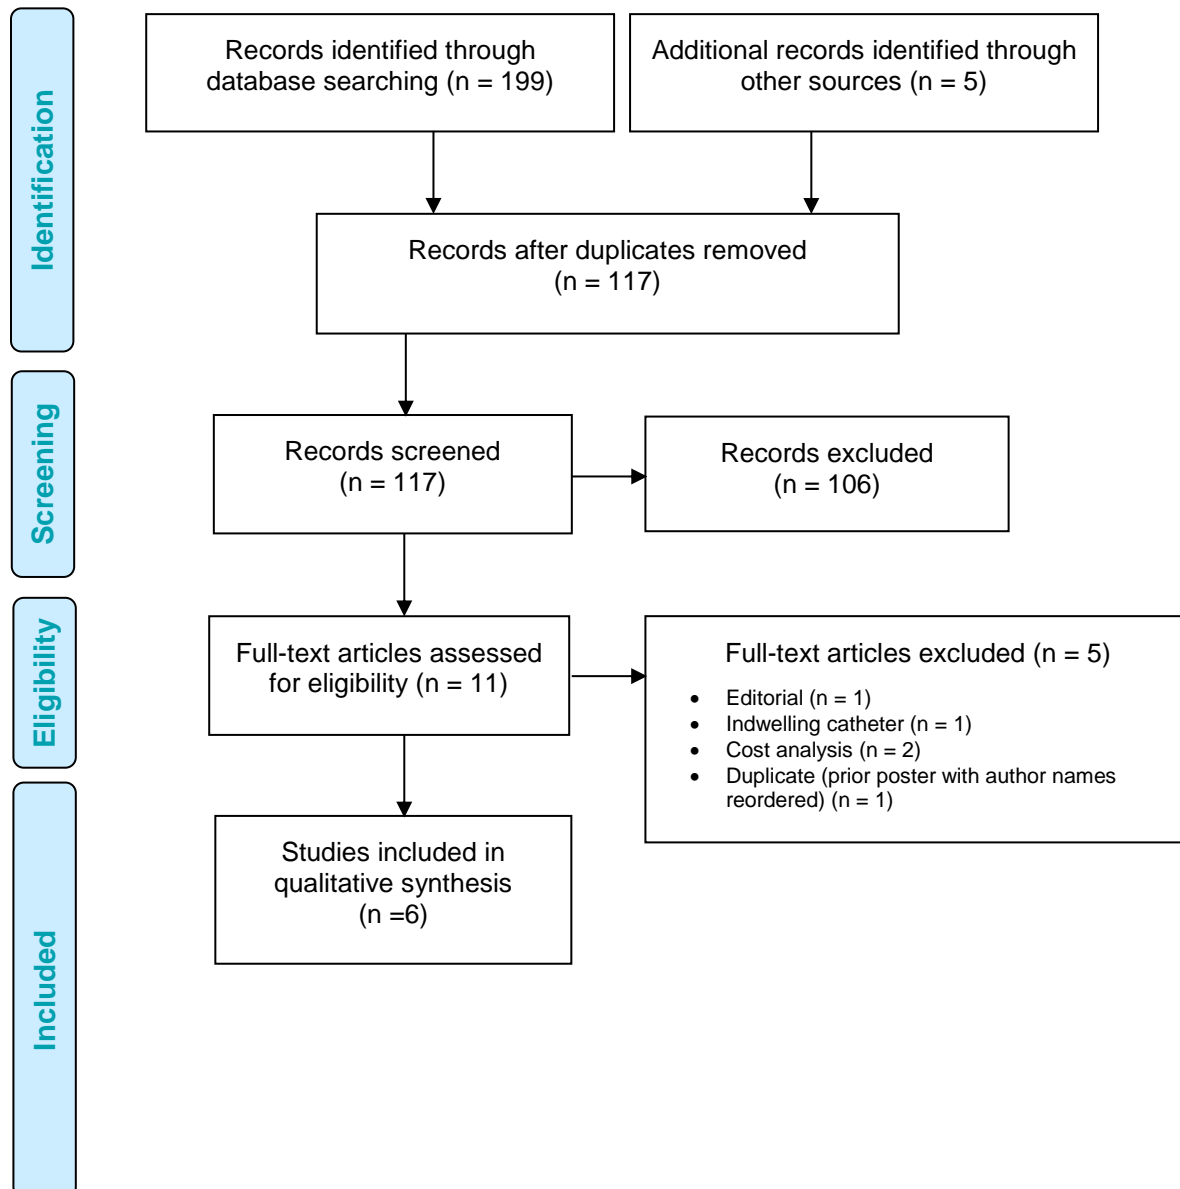 Identification
Records identified through
database searching (n = 199)
Additional records identified through
other sources (n = 5)
Records after duplicates removed
(n = 117)
Screening
Records screened
(n = 117)
Records excluded
(n = 106)
Eligibility
Full-text articles assessed
for eligibility (n = 11)
Full-text articles excluded (n = 5)
• Editorial (n = 1)
• Indwelling catheter (n = 1)
• Cost analysis (n = 2)
• Duplicate (prior poster with author names
reordered) (n = 1)
Included
Studies included in
qualitative synthesis
(n =6)